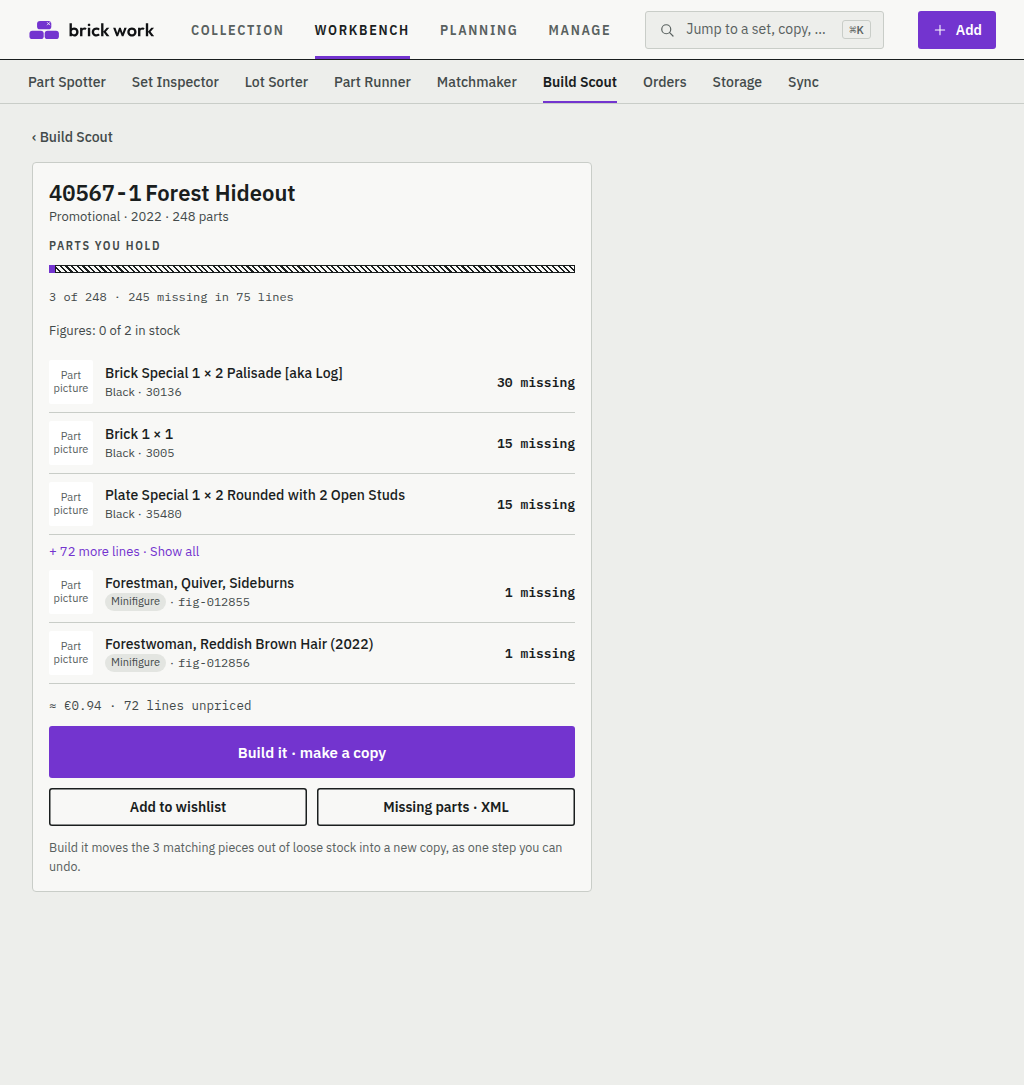 brick work
COLLECTION
WORKBENCH
PLANNING
MANAGE
Jump to a set, copy, ...
⌘K
+ Add
Part Spotter
Set Inspector
Lot Sorter
Part Runner
Matchmaker
Build Scout
Orders
Storage
Sync
‹ Build Scout
40567-1 Forest Hideout
Promotional · 2022 · 248 parts
PARTS YOU HOLD
3 of 248 · 245 missing in 75 lines
Figures: 0 of 2 in stock
Part picture
Brick Special 1 × 2 Palisade [aka Log]
Black · 30136
30 missing
Part picture
Brick 1 × 1
Black · 3005
15 missing
Part picture
Plate Special 1 × 2 Rounded with 2 Open Studs
Black · 35480
15 missing
+ 72 more lines · Show all
Part picture
Forestman, Quiver, Sideburns
Minifigure · fig-012855
1 missing
Part picture
Forestwoman, Reddish Brown Hair (2022)
Minifigure · fig-012856
1 missing
≈ €0.94 · 72 lines unpriced
Build it · make a copy
Add to wishlist
Missing parts · XML
Build it moves the 3 matching pieces out of loose stock into a new copy, as one step you can
undo.